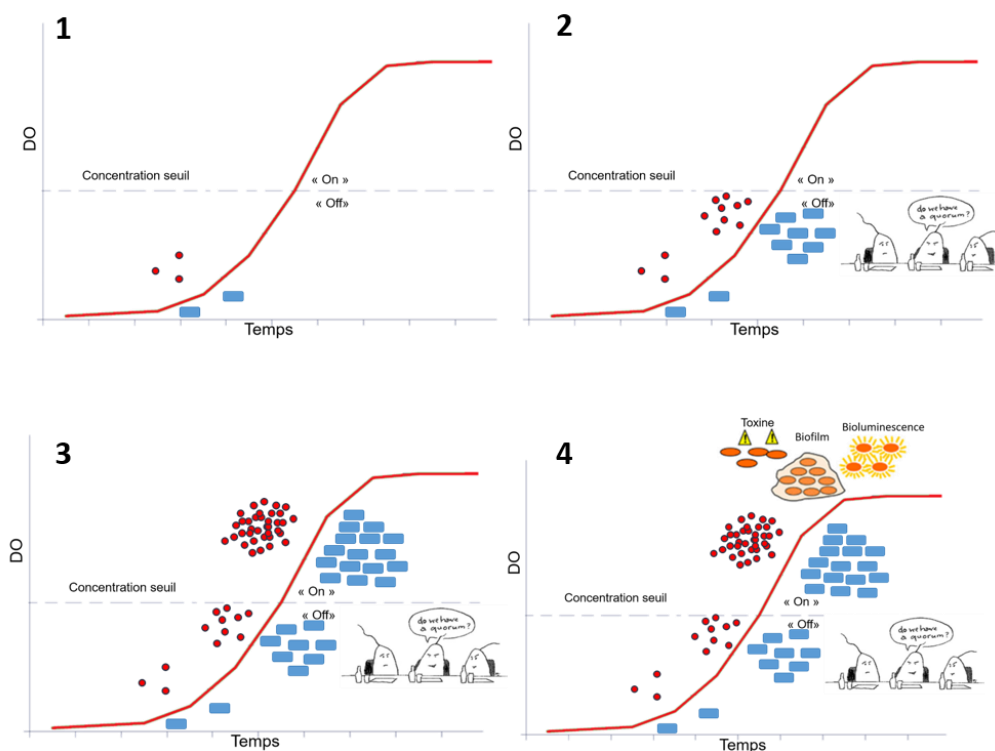 1
DO
Concentration seuil
« On »
« Off»
Temps
2
DO
Concentration seuil
« On »
« Off»
do we have
a quorum?
Temps
3
DO
Concentration seuil
« On »
« Off»
do we have
a quorum?
Temps
4
Toxine
Biofilm
Bioluminescence
DO
Concentration seuil
« On »
« Off»
do we have
a quorum?
Temps